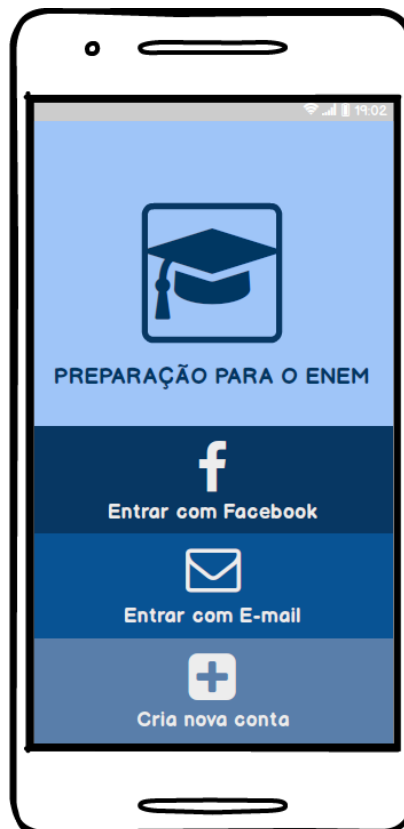 19:02
PREPARAÇÃO PARA O ENEM
Entrar com Facebook
Entrar com E-mail
Cria nova conta